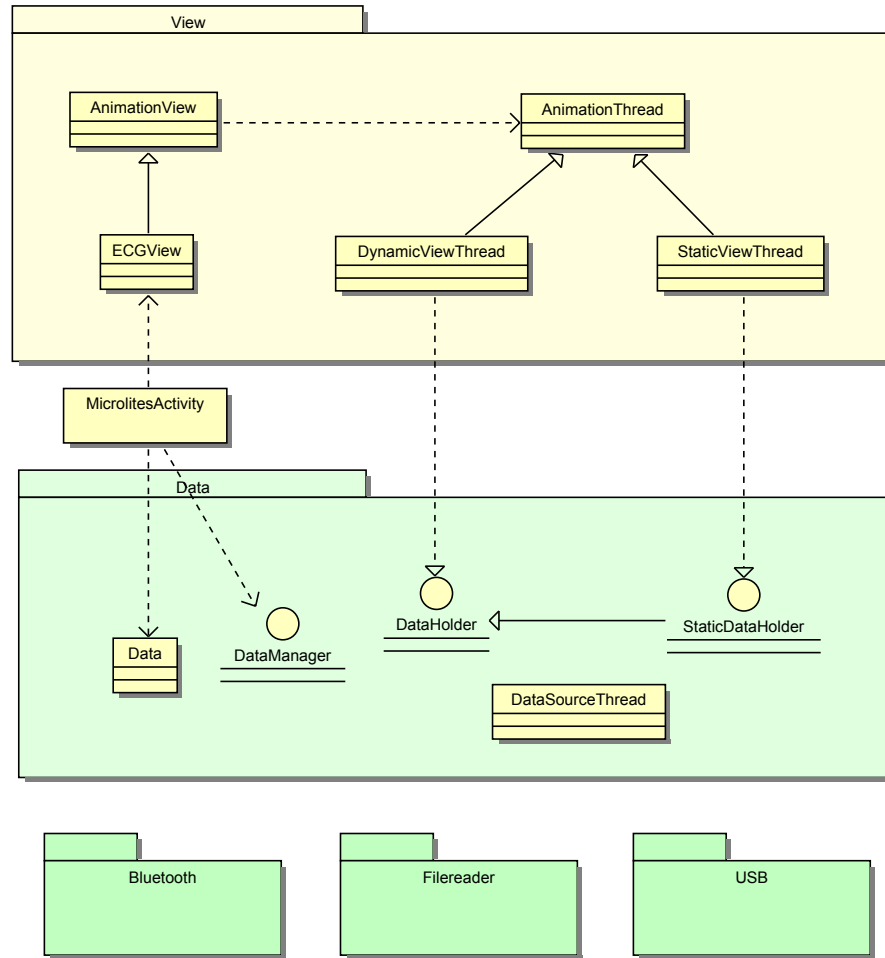 View
AnimationView
AnimationThread
ECGView
DynamicViewThread
StaticViewThread
MicrolitesActivity
Data
DataHolder
StaticDataHolder
Data
DataManager
DataSourceThread
Bluetooth
Filereader
USB